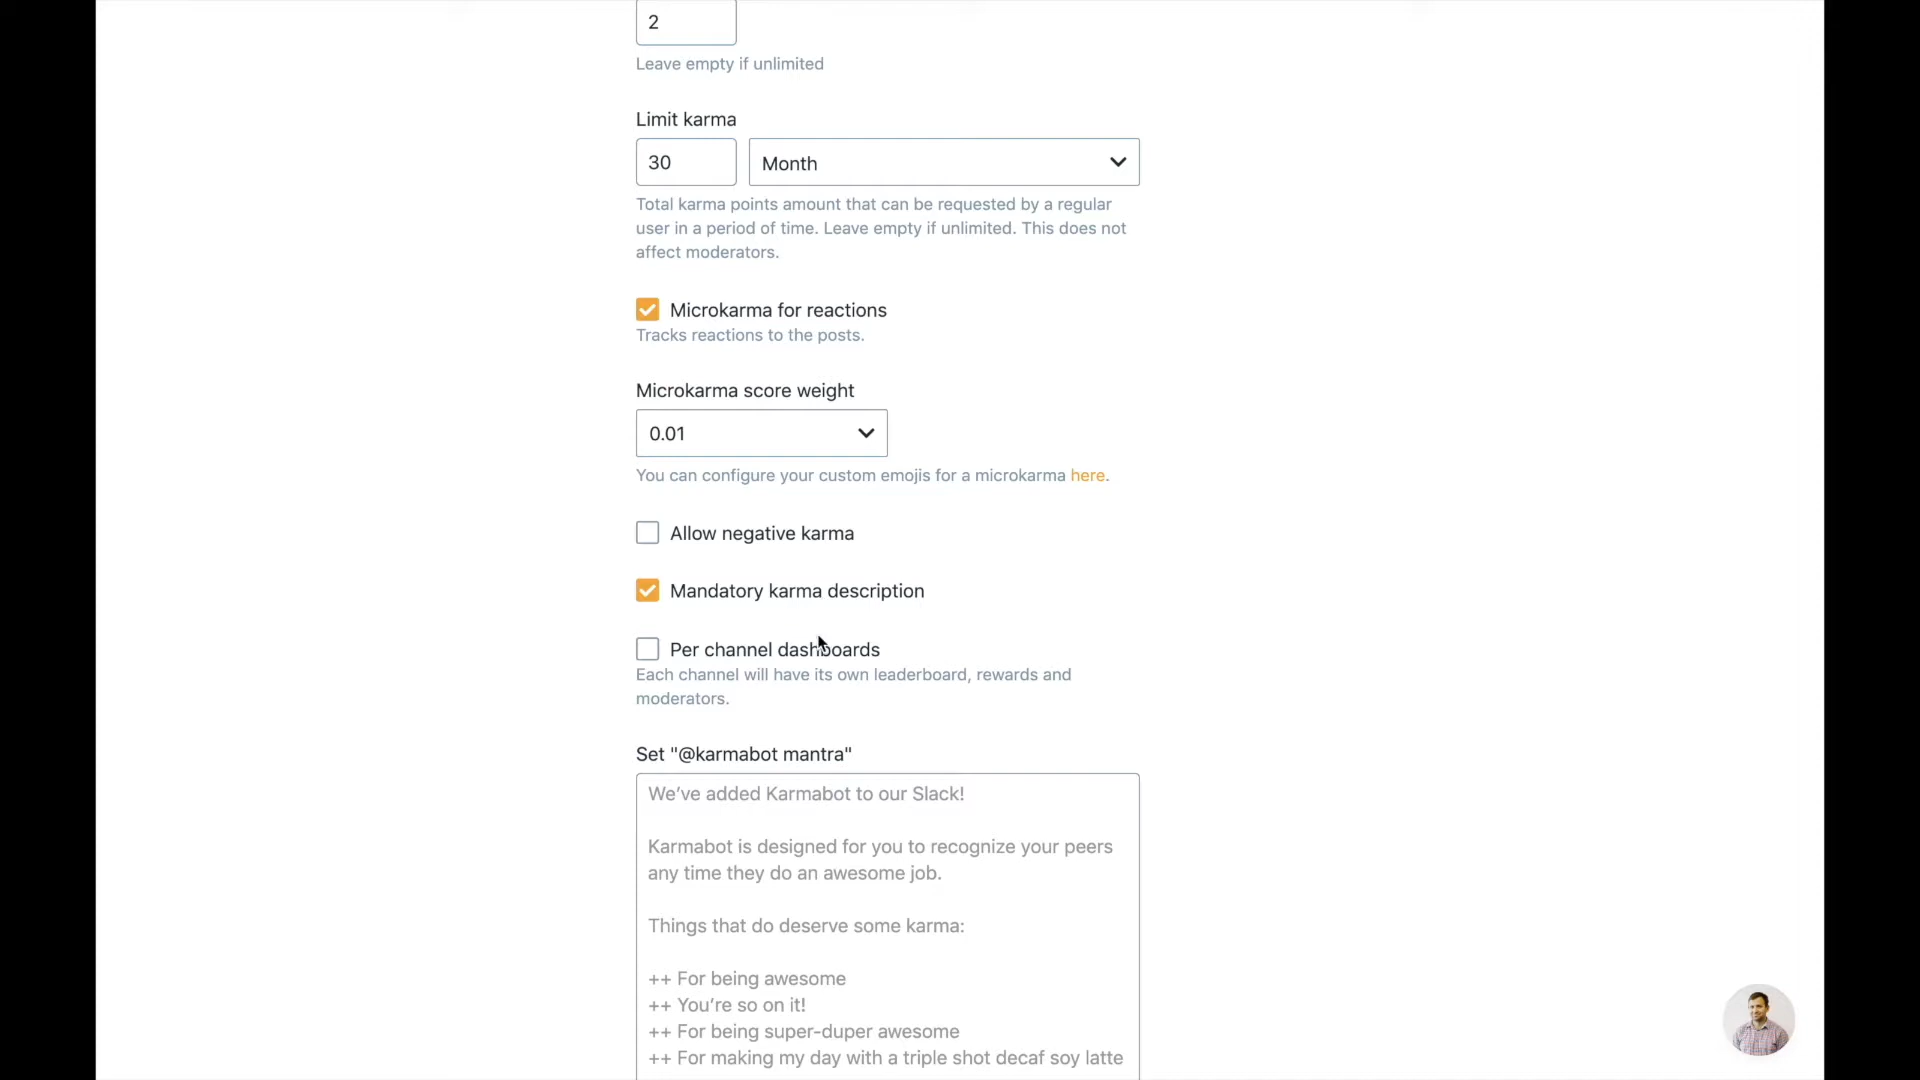 2
Leave empty if unlimited
Limit karma
30
Month
Total karma points amount that can be requested by a regular
user in a period of time. Leave empty if unlimited. This does not
affect moderators.
Microkarma for reactions
Tracks reactions to the posts.
Microkarma score weight
0.01
You can configure your custom emojis for a microkarma here.
Allow negative karma
Mandatory karma description
Per channel dashboards
Each channel will have its own leaderboard, rewards and
moderators.
Set "@karmabot mantra"
We’ve added Karmabot to our Slack!
Karmabot is designed for you to recognize your peers
any time they do an awesome job.
Things that do deserve some karma:
++ For being awesome
++ You’re so on it!
++ For being super-duper awesome
++ For making my day with a triple shot decaf soy latte